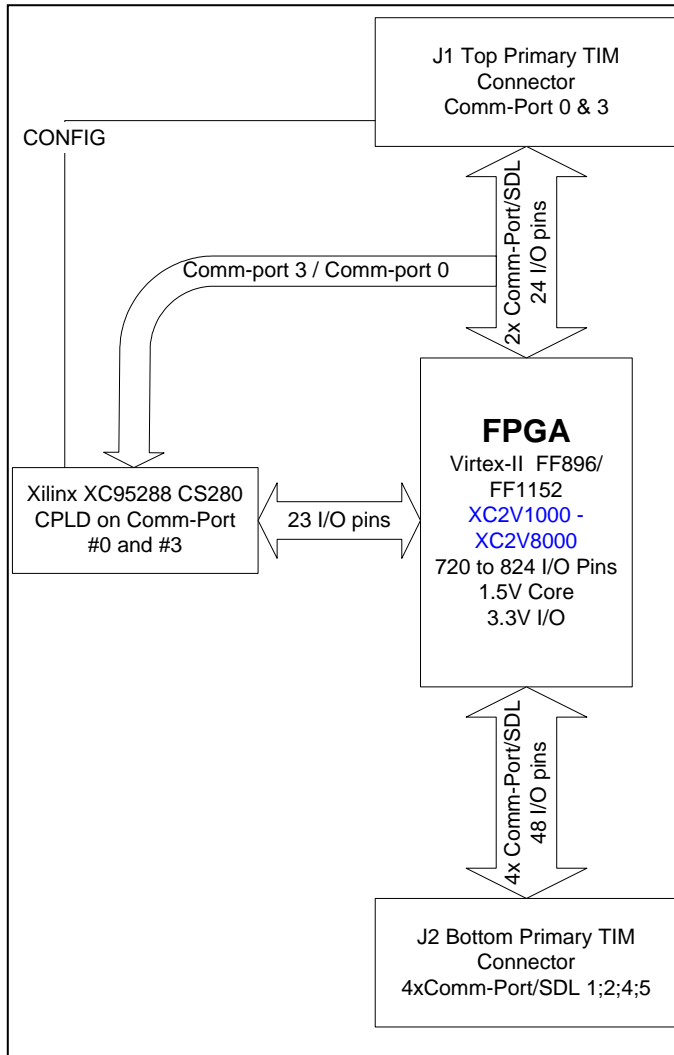 J1 Top Primary TIM
Connector
Comm-Port 0 & 3
CONFIG
2x Comm-Port/SDL
24 I/O pins
Comm-port 3 / Comm-port 0
FPGA
Virtex-II FF896/
FF1152
XC2V1000 -
XC2V8000
720 to 824 I/O Pins
1.5V Core
3.3V I/O
Xilinx XC95288 CS280
CPLD on Comm-Port
#0 and #3
23 I/O pins
4x Comm-Port/SDL
48 I/O pins
J2 Bottom Primary TIM
Connector
4xComm-Port/SDL 1;2;4;5